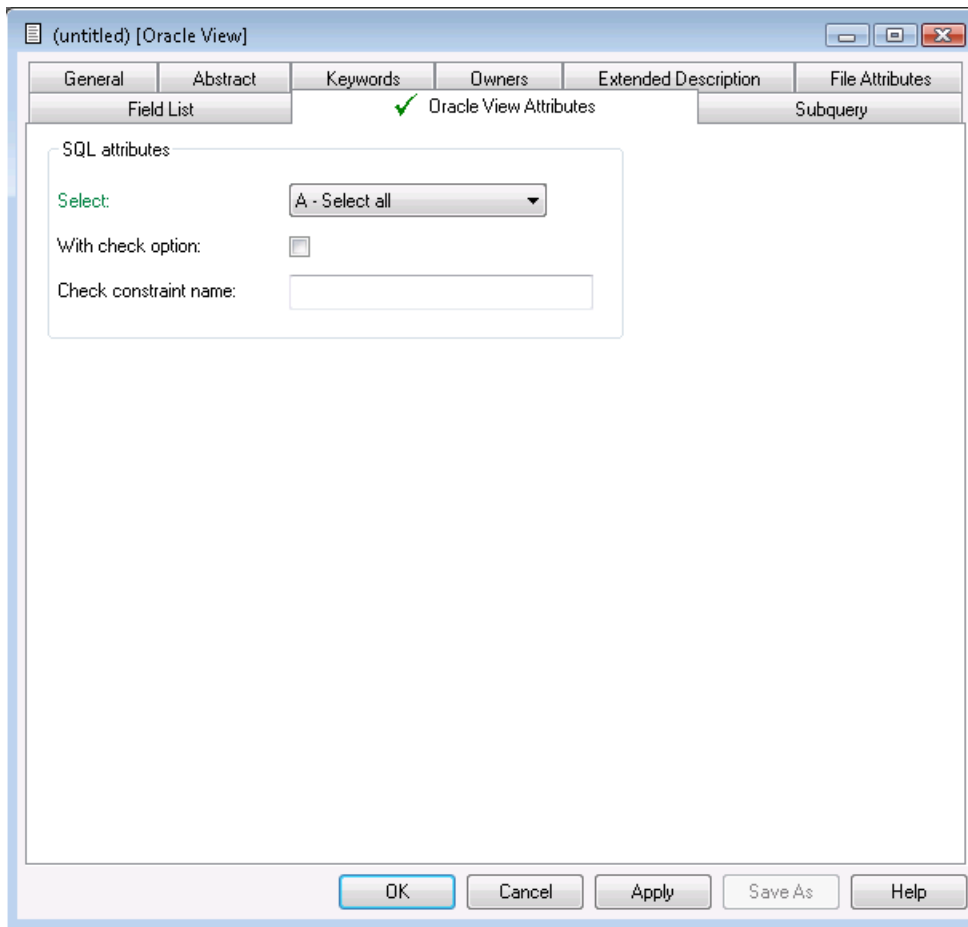 (untitled) [Oracle View]
General Abstract Keywords Owners Extended Description File Attributes
Field List Oracle View Attributes Subquery
SQL attributes
Select: A - Select all
With check option:
Check constraint name:
OK Cancel Apply Save As Help